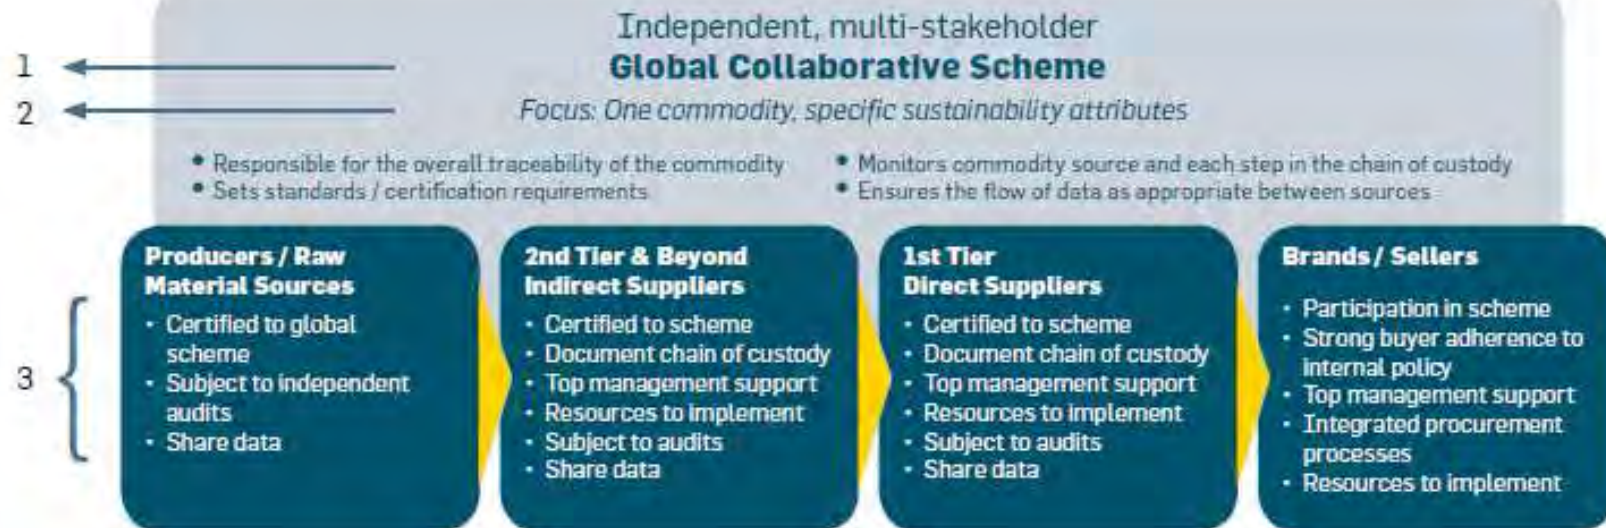 Independent, multi-stakeholder
1
Global Collaborative Scheme
2
Focus: One commodity, specific sustainability attributes
• Responsible for the overall traceability of the commodity
• Sets standards / certification requirements
• Monitors commodity source and each step in the chain of custody
• Ensures the flow of data as appropriate between sources
3
Producers / Raw
Material Sources
• Certified to global
scheme
• Subject to independent
audits
• Share data
2nd Tier & Beyond
Indirect Suppliers
• Certified to scheme
• Document chain of custody
• Top management support
• Resources to implement
• Subject to audits
• Share data
1st Tier
Direct Suppliers
• Certified to scheme
• Document chain of custody
• Top management support
• Resources to implement
• Subject to audits
• Share data
Brands / Sellers
• Participation in scheme
• Strong buyer adherence to
internal policy
• Top management support
• Integrated procurement
processes
• Resources to implement